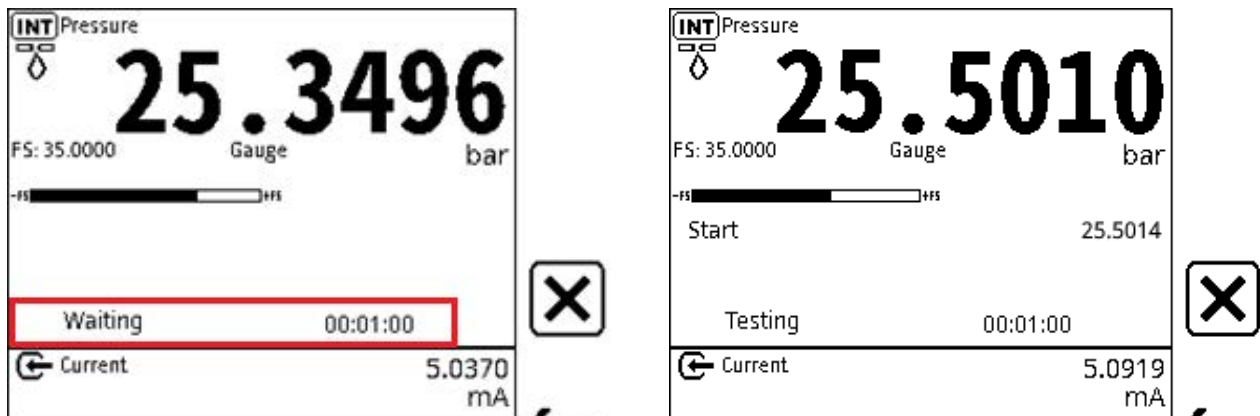 INT Pressure
25.3496
FS: 35.0000 Gauge bar
-FS +FS
Waiting 00:01:00
Current 5.0370
mA
INT Pressure
25.5010
FS: 35.0000 Gauge bar
-FS +FS
Start 25.5014
Testing 00:01:00
Current 5.0919
mA